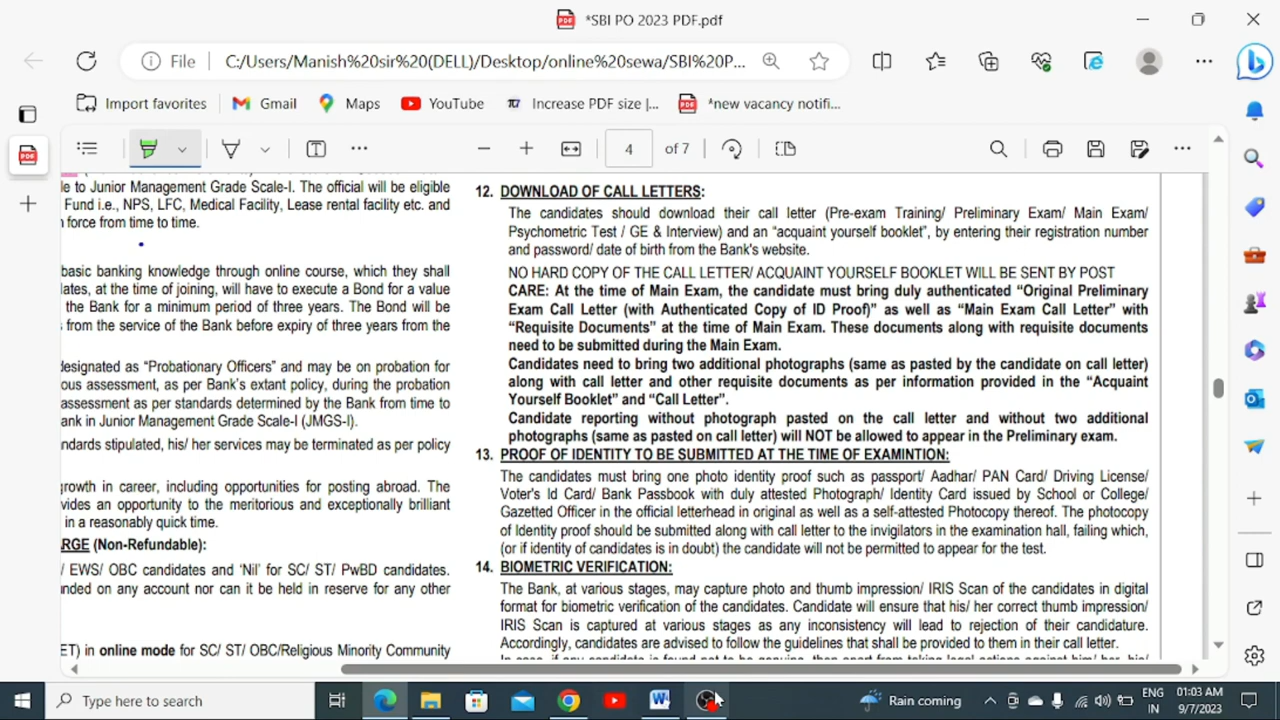 *SBI PO 2023 PDF.pdf
File
C:/Users/Manish%20sir%20(DELL)/Desktop/online%20sewa/SBI%20P...
Import favorites
Gmail
Maps
YouTube
Increase PDF size |...
*new vacancy notifi...
4 of 7
le to Junior Management Grade Scale-I. The official will be eligible
Fund i.e., NPS, LFC, Medical Facility, Lease rental facility etc. and
force from time to time.
basic banking knowledge through online course, which they shall
ates, at the time of joining, will have to execute a Bond for a value
the Bank for a minimum period of three years. The Bond will be
from the service of the Bank before expiry of three years from the
designated as “Probationary Officers” and may be on probation for
ous assessment, as per Bank’s extant policy, during the probation
assessment as per standards determined by the Bank from time to
ank in Junior Management Grade Scale-I (JMGS-I).
ndards stipulated, his/ her services may be terminated as per policy
growth in career, including opportunities for posting abroad. The
vides an opportunity to the meritorious and exceptionally brilliant
in a reasonably quick time.
RGE (Non-Refundable):
/ EWS/ OBC candidates and ‘Nil’ for SC/ ST/ PwBD candidates.
nded on any account nor can it be held in reserve for any other
ET) in online mode for SC/ ST/ OBC/Religious Minority Community
12. DOWNLOAD OF CALL LETTERS:
The candidates should download their call letter (Pre-exam Training/ Preliminary Exam/ Main Exam/
Psychometric Test / GE & Interview) and an “acquaint yourself booklet”, by entering their registration number
and password/ date of birth from the Bank's website.
NO HARD COPY OF THE CALL LETTER/ ACQUAINT YOURSELF BOOKLET WILL BE SENT BY POST
CARE: At the time of Main Exam, the candidate must bring duly authenticated “Original Preliminary
Exam Call Letter (with Authenticated Copy of ID Proof)” as well as “Main Exam Call Letter” with
“Requisite Documents” at the time of Main Exam. These documents along with requisite documents
need to be submitted during the Main Exam.
Candidates need to bring two additional photographs (same as pasted by the candidate on call letter)
along with call letter and other requisite documents as per information provided in the “Acquaint
Yourself Booklet” and “Call Letter”.
Candidate reporting without photograph pasted on the call letter and without two additional
photographs (same as pasted on call letter) will NOT be allowed to appear in the Preliminary exam.
13. PROOF OF IDENTITY TO BE SUBMITTED AT THE TIME OF EXAMINTION:
The candidates must bring one photo identity proof such as passport/ Aadhar/ PAN Card/ Driving License/
Voter's Id Card/ Bank Passbook with duly attested Photograph/ Identity Card issued by School or College/
Gazetted Officer in the official letterhead in original as well as a self-attested Photocopy thereof. The photocopy
of Identity proof should be submitted along with call letter to the invigilators in the examination hall, failing which,
(or if identity of candidates is in doubt) the candidate will not be permitted to appear for the test.
14. BIOMETRIC VERIFICATION:
The Bank, at various stages, may capture photo and thumb impression/ IRIS Scan of the candidates in digital
format for biometric verification of the candidates. Candidate will ensure that his/ her correct thumb impression/
IRIS Scan is captured at various stages as any inconsistency will lead to rejection of their candidature.
Accordingly, candidates are advised to follow the guidelines that shall be provided to them in their call letter.
Type here to search
Rain coming
ENG
IN
01:03 AM
9/7/2023